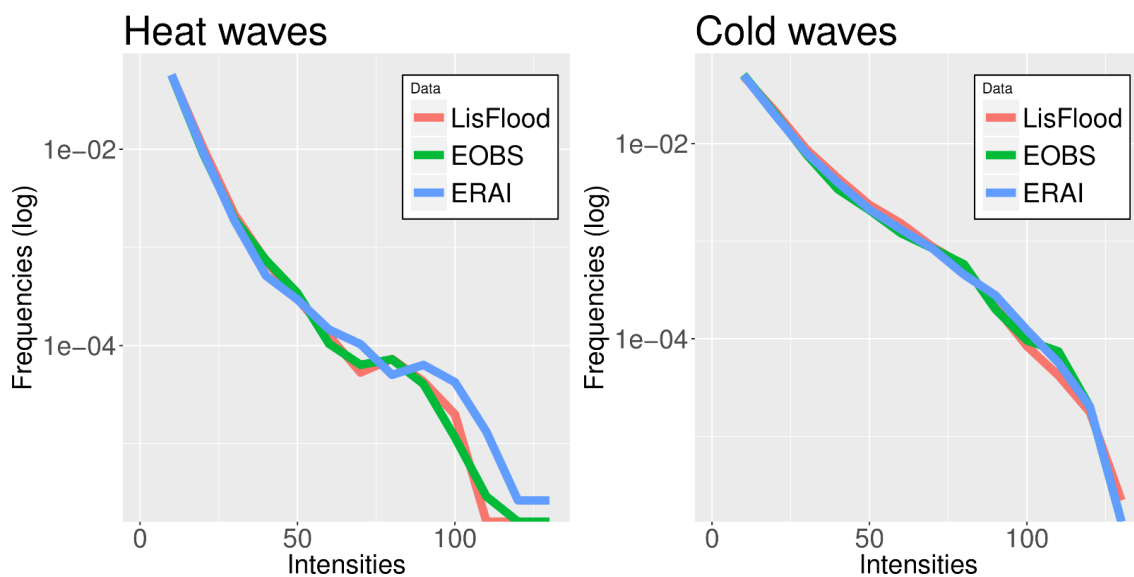 Heat waves
Frequencies (log)
1e−02
1e−04
Data
LisFlood
EOBS
ERAI
0
50
100
Intensities
Cold waves
Frequencies (log)
1e−02
1e−04
Data
LisFlood
EOBS
ERAI
0
50
100
Intensities